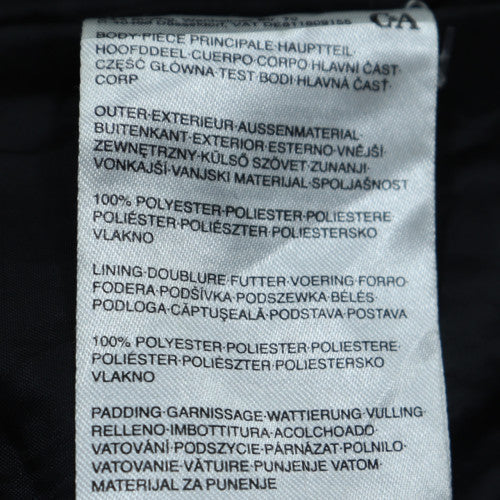 GA
BODY·PIECE PRINCIPALE·HAUPTTEIL·
HOOFDDEEL·CUERPO·CORPO·HLAVNÍ ČÁST·
CZĘŚĆ GŁÓWNA·TEST·BODI·HLAVNÁ ČASŤ·
CORP
OUTER·EXTERIEUR·AUSSENMATERIAL·
BUITENKANT·EXTERIOR·ESTERNO·VNĚJŠÍ·
ZEWNĘTRZNY·KÜLSŐ SZÖVET·ZUNANJI·
VONKAJŠÍ·VANJSKI MATERIJAL·SPOLJAŠNOST
100% POLYESTER·POLIESTER·POLIESTERE·
POLIÉSTER·POLIÉSZTER·POLIESTERSKO
VLAKNO
LINING·DOUBLURE·FUTTER·VOERING·FORRO·
FODERA·PODŠÍVKA·PODSZEWKA·BÉLÉS·
PODLOGA·CĂPTUŞEALĂ·PODSTAVA·POSTAVA
100% POLYESTER·POLIESTER·POLIESTERE·
POLIÉSTER·POLIÉSZTER·POLIESTERSKO
VLAKNO
PADDING·GARNISSAGE·WATTIERUNG·VULLING·
RELLENO·IMBOTTITURA·ACOLCHOADO·
VATOVÁNÍ·PODSZYCIE·PÁRNÁZAT·POLNILO·
VATOVANIE·VĂTUIRE·PUNJENJE VATOM·
MATERIJAL ZA PUNENJE